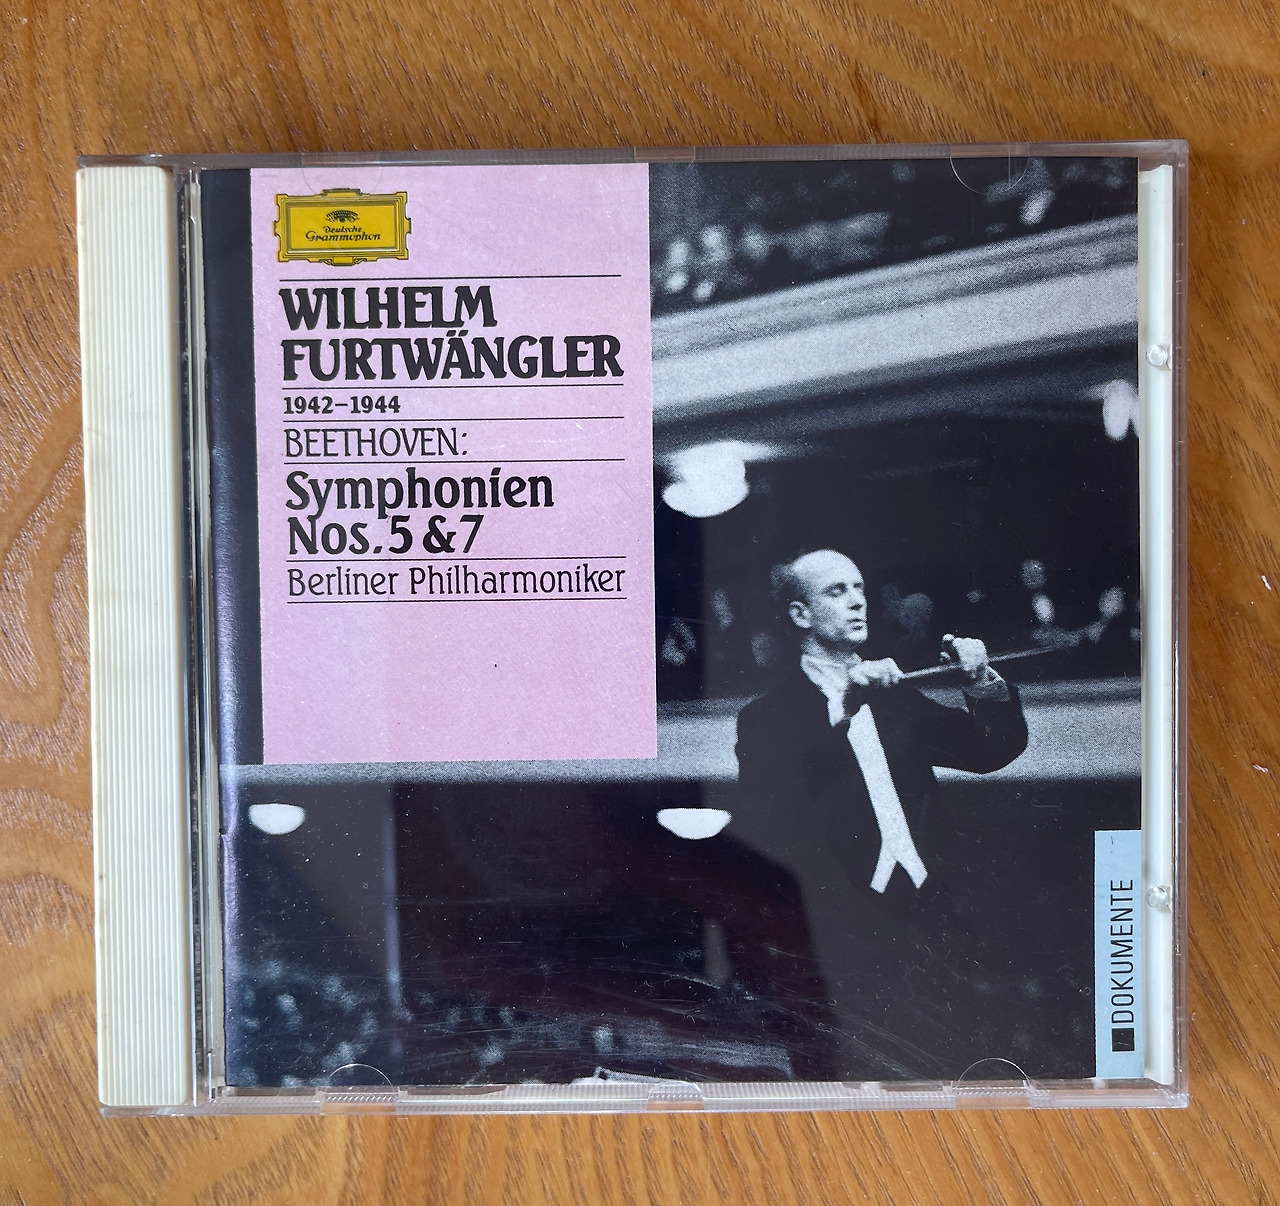 Deutsche
Grammophon
WILHELM
FURTWÄNGLER
1942–1944
BEETHOVEN:
Symphonien
Nos. 5 & 7
Berliner Philharmoniker
DOKUMENTE